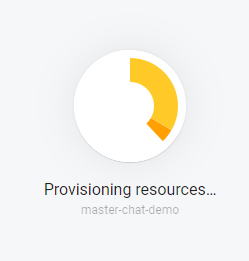 Provisioning resources...
master-chat-demo